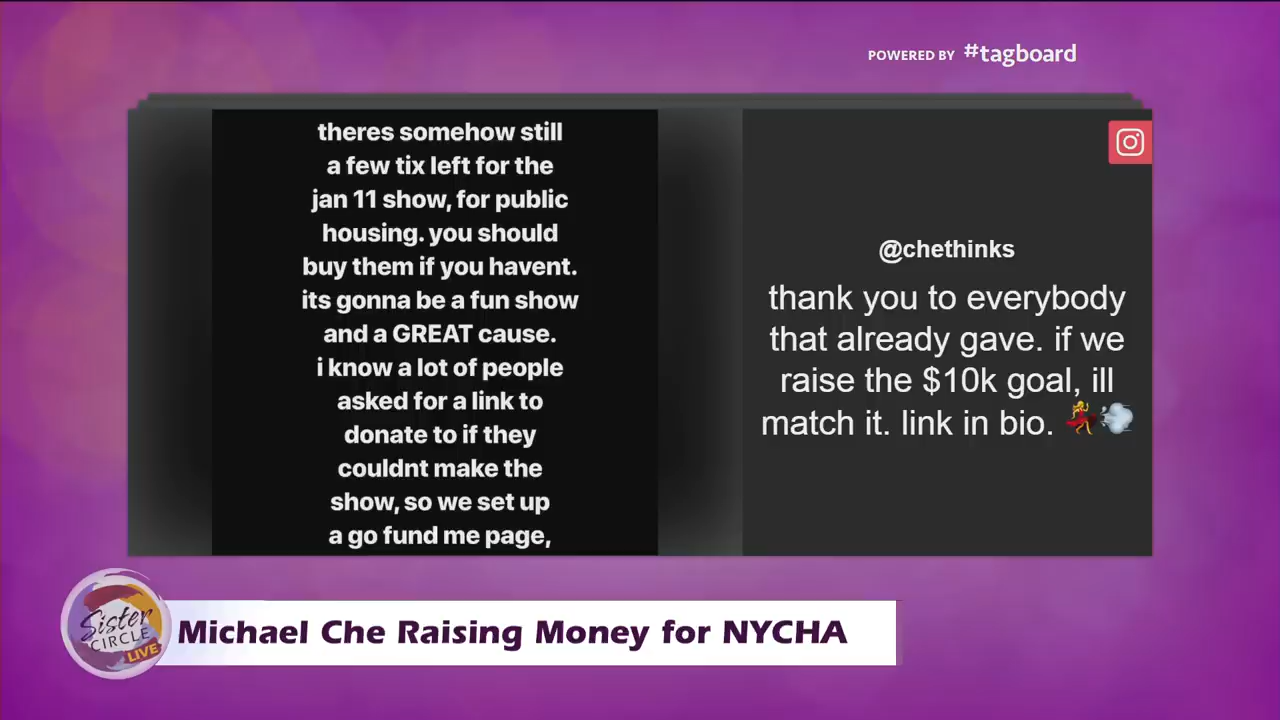 POWERED BY #tagboard
theres somehow still
a few tix left for the
jan 11 show, for public
housing. you should
buy them if you havent.
its gonna be a fun show
and a GREAT cause.
i know a lot of people
asked for a link to
donate to if they
couldnt make the
show, so we set up
a go fund me page,
@chethinks
thank you to everybody
that already gave. if we
raise the $10k goal, ill
match it. link in bio. 💃💨
Sister
CIRCLE
LIVE
Michael Che Raising Money for NYCHA